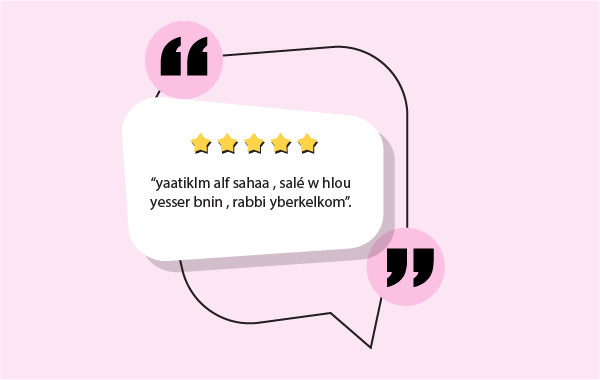 “yaatiklm alf sahaa , salé w hlou
yesser bnin , rabbi yberkelkom”.